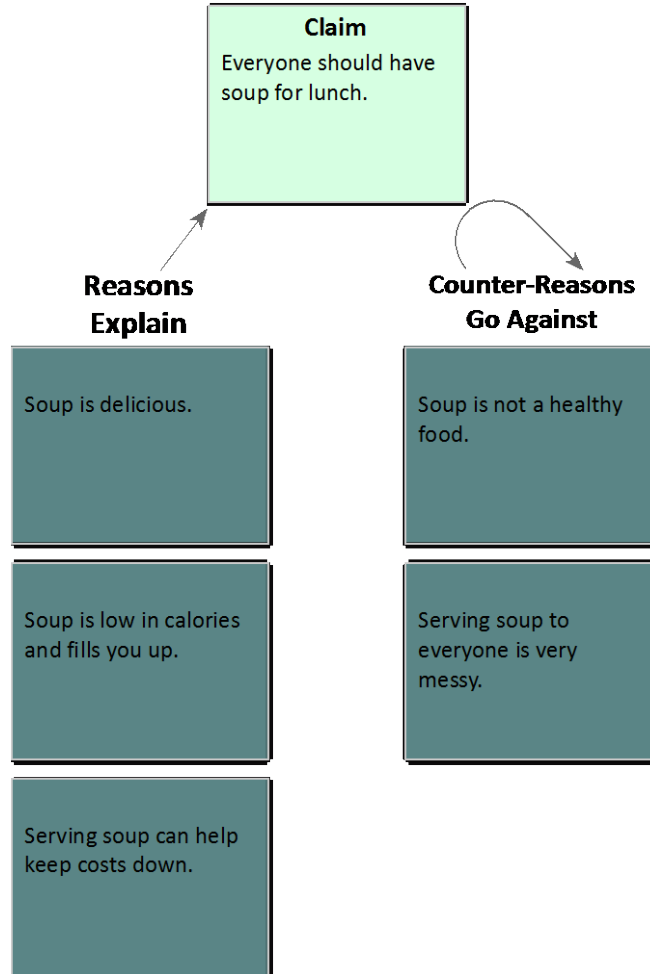 Claim
Everyone should have
soup for lunch.
Reasons
Explain
Counter-Reasons
Go Against
Soup is delicious.
Soup is not a healthy
food.
Soup is low in calories
and fills you up.
Serving soup to
everyone is very
messy.
Serving soup can help
keep costs down.